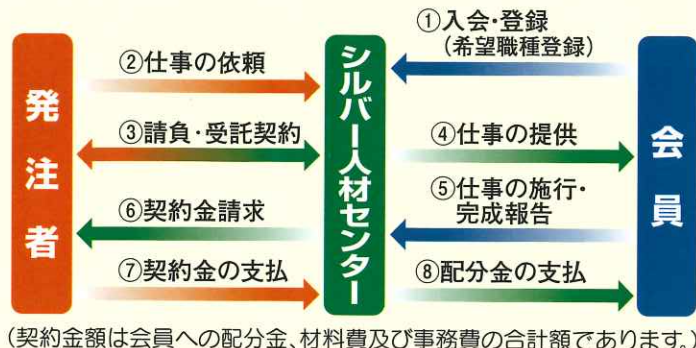 発注者
②仕事の依頼
③請負・受託契約
⑥契約金請求
⑦契約金の支払
シルバー人材センター
①入会・登録
(希望職種登録)
④仕事の提供
⑤仕事の施行・
完成報告
⑧配分金の支払
会員
(契約金額は会員への配分金、材料費及び事務費の合計額であります。)